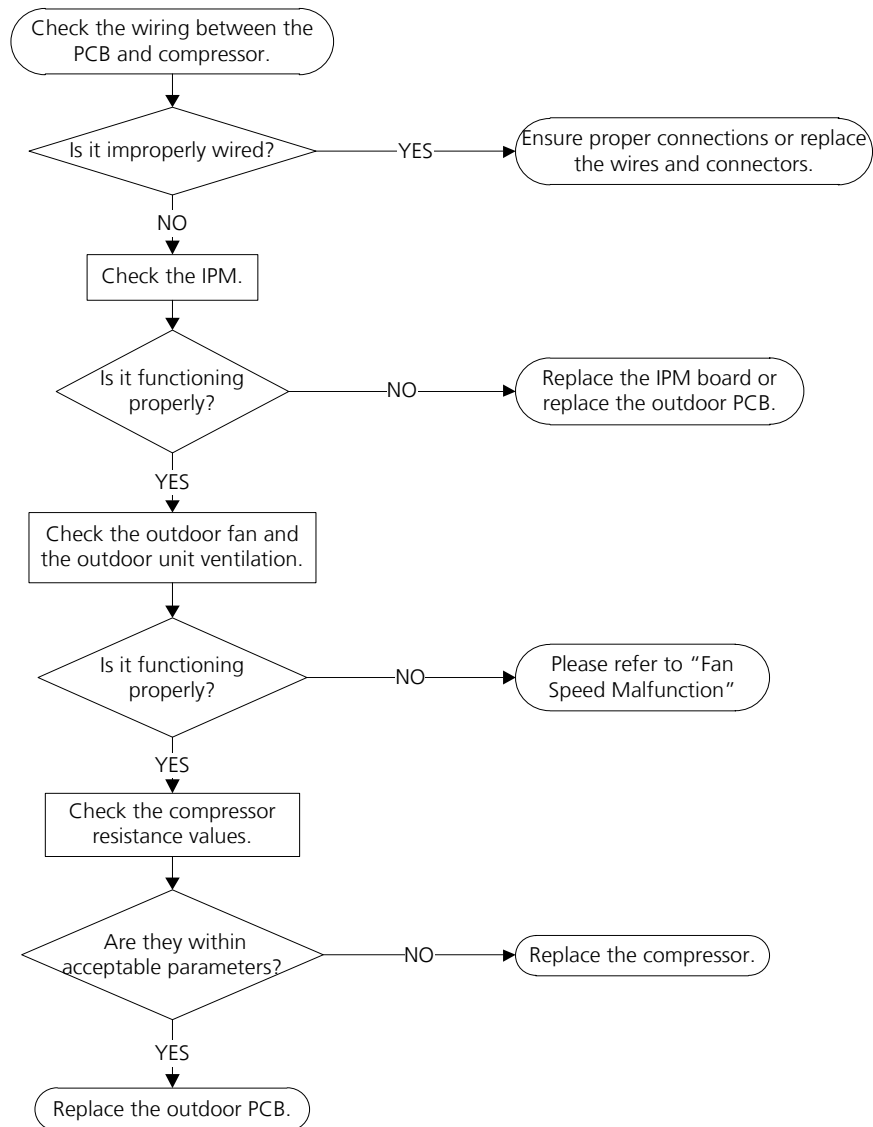 Check the wiring between the
PCB and compressor.
Is it improperly wired?
YES
Ensure proper connections or replace
the wires and connectors.
NO
Check the IPM.
Is it functioning
properly?
NO
Replace the IPM board or
replace the outdoor PCB.
YES
Check the outdoor fan and
the outdoor unit ventilation.
Is it functioning
properly?
NO
Please refer to “Fan
Speed Malfunction”
YES
Check the compressor
resistance values.
Are they within
acceptable parameters?
NO
Replace the compressor.
YES
Replace the outdoor PCB.